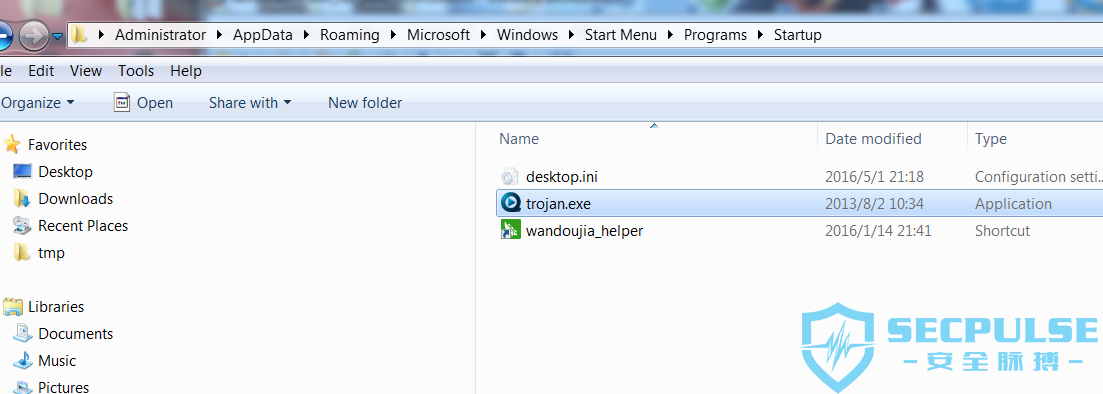 Administrator AppData Roaming Microsoft Windows Start Menu Programs Startup
le Edit View Tools Help
Organize Open Share with New folder
Name Date modified Type
Favorites
Desktop
Downloads
Recent Places
tmp
Libraries
Documents
Music
Pictures
desktop.ini 2016/5/1 21:18 Configuration setti...
trojan.exe 2013/8/2 10:34 Application
wandoujia_helper 2016/1/14 21:41 Shortcut
SECPULSE
–安全脉搏–